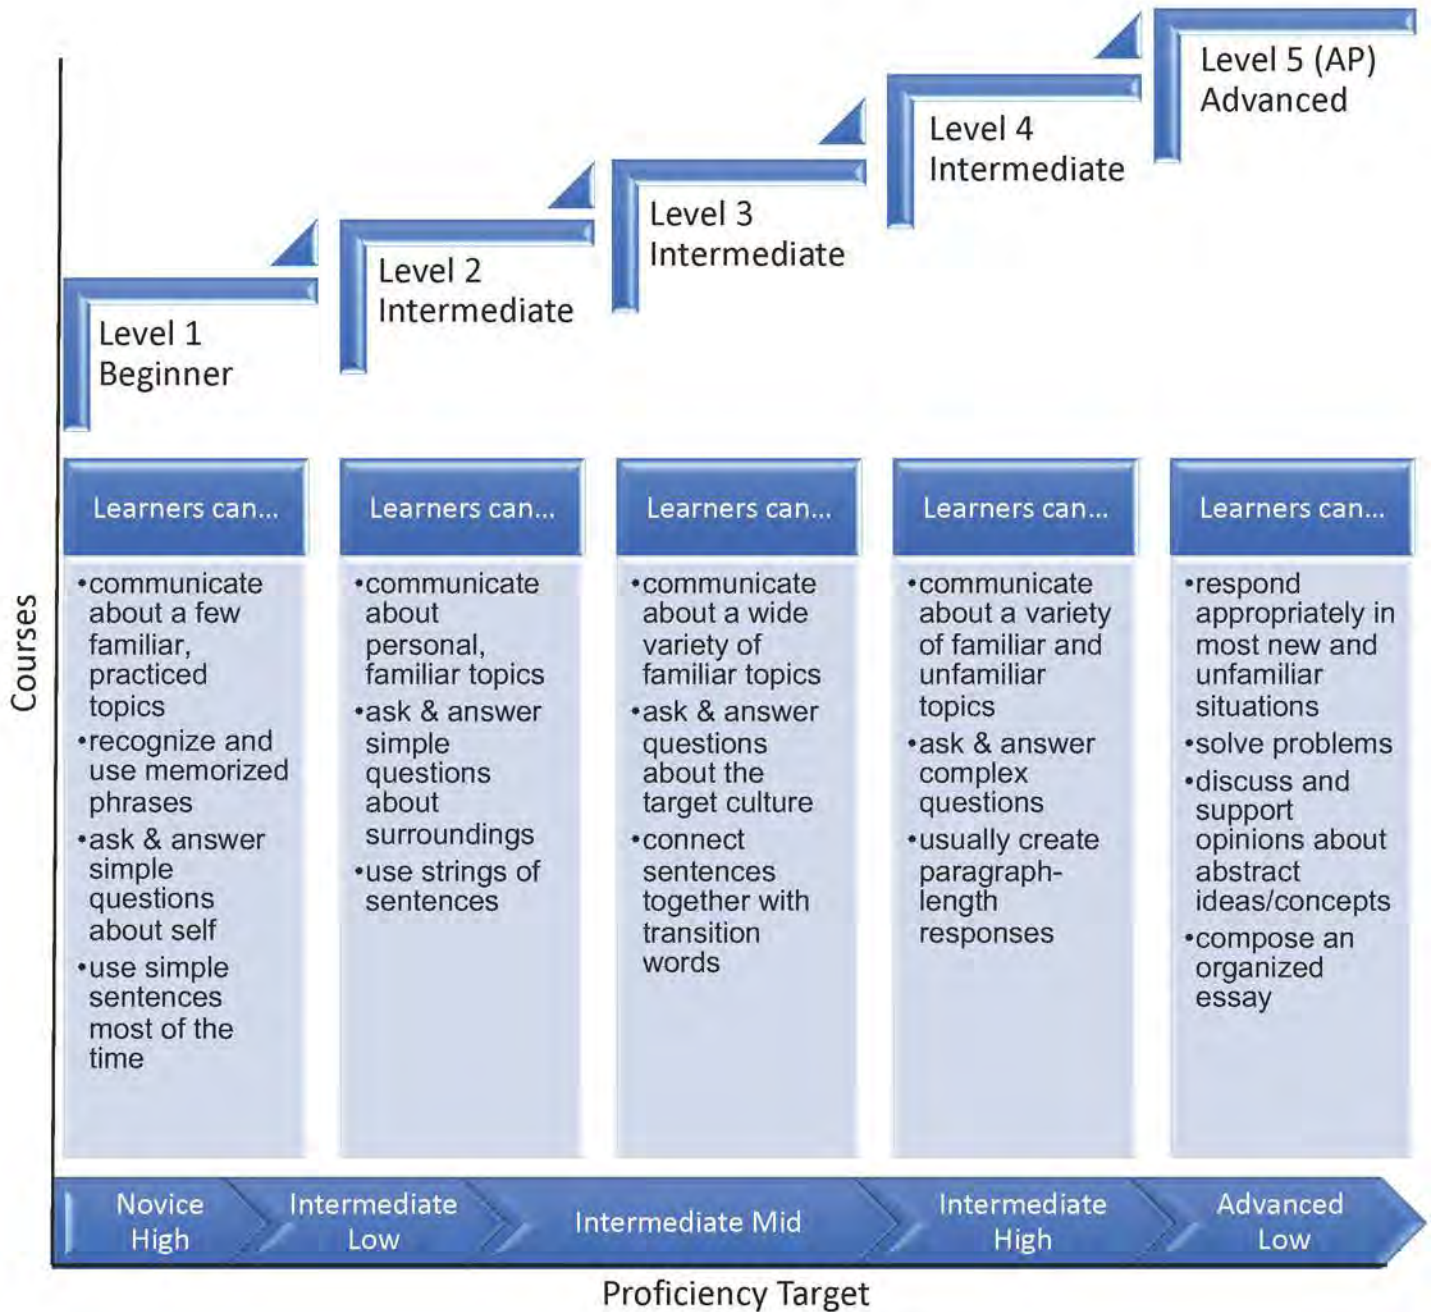 Level 1
Beginner
Level 2
Intermediate
Level 3
Intermediate
Level 4
Intermediate
Level 5 (AP)
Advanced
Courses
Learners can...
•communicate
about a few
familiar,
practiced
topics
•recognize and
use memorized
phrases
•ask & answer
simple
questions
about self
•use simple
sentences
most of the
time
Learners can...
•communicate
about
personal,
familiar topics
•ask & answer
simple
questions
about
surroundings
•use strings of
sentences
Learners can...
•communicate
about a wide
variety of
familiar topics
•ask & answer
questions
about the
target culture
•connect
sentences
together with
transition
words
Learners can...
•communicate
about a variety
of familiar and
unfamiliar
topics
•ask & answer
complex
questions
•usually create
paragraph-
length
responses
Learners can...
•respond
appropriately in
most new and
unfamiliar
situations
•solve problems
•discuss and
support
opinions about
abstract
ideas/concepts
•compose an
organized
essay
Novice
High
Intermediate
Low
Intermediate Mid
Intermediate
High
Advanced
Low
Proficiency Target